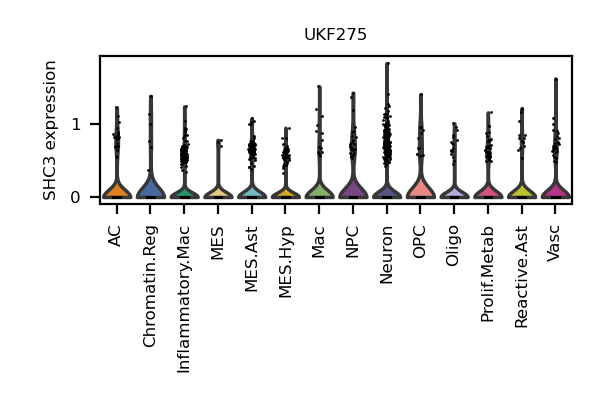 UKF275
SHC3 expression
1
0
AC
Chromatin.Reg
Inflammatory.Mac
MES
MES.Ast
MES.Hyp
Mac
NPC
Neuron
OPC
Oligo
Prolif.Metab
Reactive.Ast
Vasc